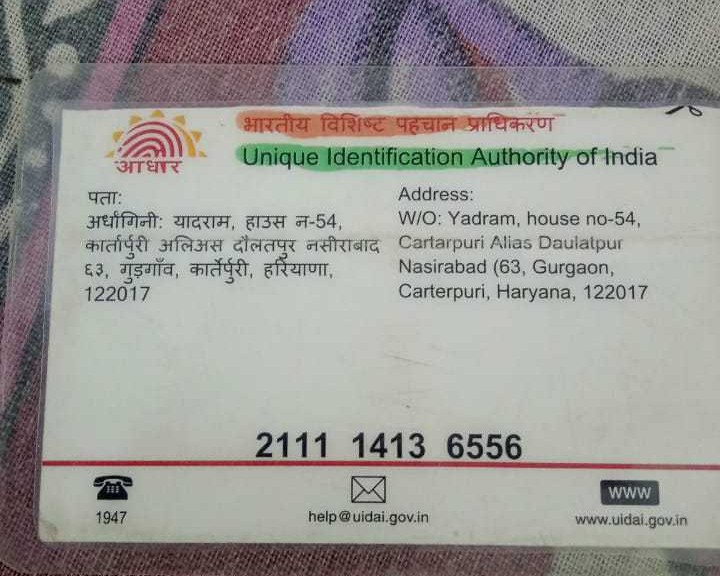 भारतीय विशिष्ट पहचान प्राधिकरण
Unique Identification Authority of India
आधार
पता:
अर्धांगिनी: यादराम, हाउस न-54,
कार्तार्पुरी अलिअस दौलतपुर नसीराबाद
६३, गुड़गाँव, कार्तेर्पुरी, हरियाणा,
122017
Address:
W/O: Yadram, house no-54,
Cartarpuri Alias Daulatpur
Nasirabad (63, Gurgaon,
Carterpuri, Haryana, 122017
2111 1413 6556
1947
help@uidai.gov.in
WWW
www.uidai.gov.in